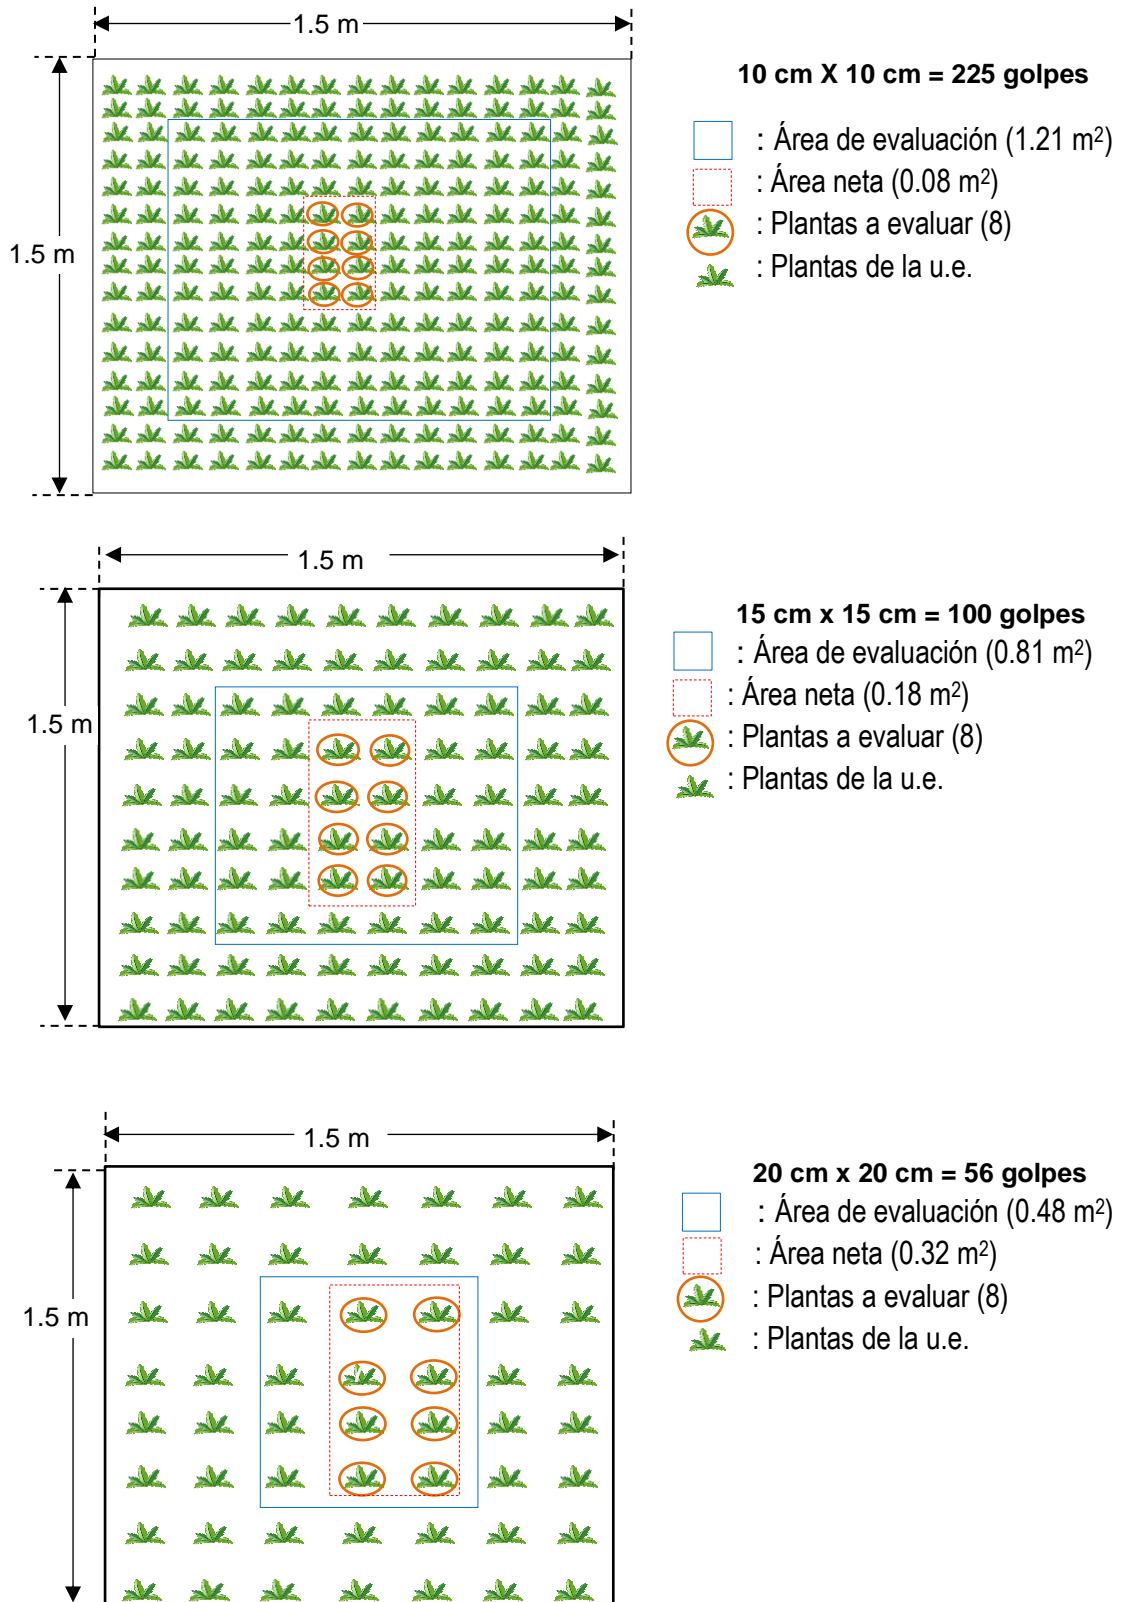 1.5 m
10 cm X 10 cm = 225 golpes
: Área de evaluación (1.21 m²)
: Área neta (0.08 m²)
: Plantas a evaluar (8)
: Plantas de la u.e.
1.5 m
1.5 m
15 cm x 15 cm = 100 golpes
: Área de evaluación (0.81 m²)
: Área neta (0.18 m²)
: Plantas a evaluar (8)
: Plantas de la u.e.
1.5 m
1.5 m
20 cm x 20 cm = 56 golpes
: Área de evaluación (0.48 m²)
: Área neta (0.32 m²)
: Plantas a evaluar (8)
: Plantas de la u.e.
1.5 m